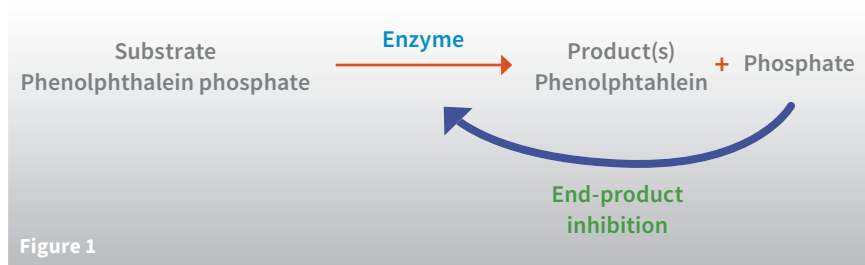 Substrate
Phenolphthalein phosphate
Enzyme
Product(s)
Phenolphtahlein
+
Phosphate
End-product
inhibition
Figure 1